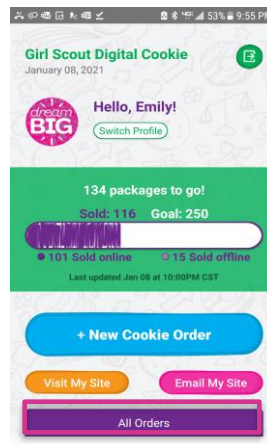 53% 9:55 PM
Girl Scout Digital Cookie
January 08, 2021
dream
BIG
Hello, Emily!
Switch Profile
134 packages to go!
Sold: 116 Goal: 250
101 Sold online 15 Sold offline
Last updated Jan 08 at 10:00PM CST
+ New Cookie Order
Visit My Site Email My Site
All Orders